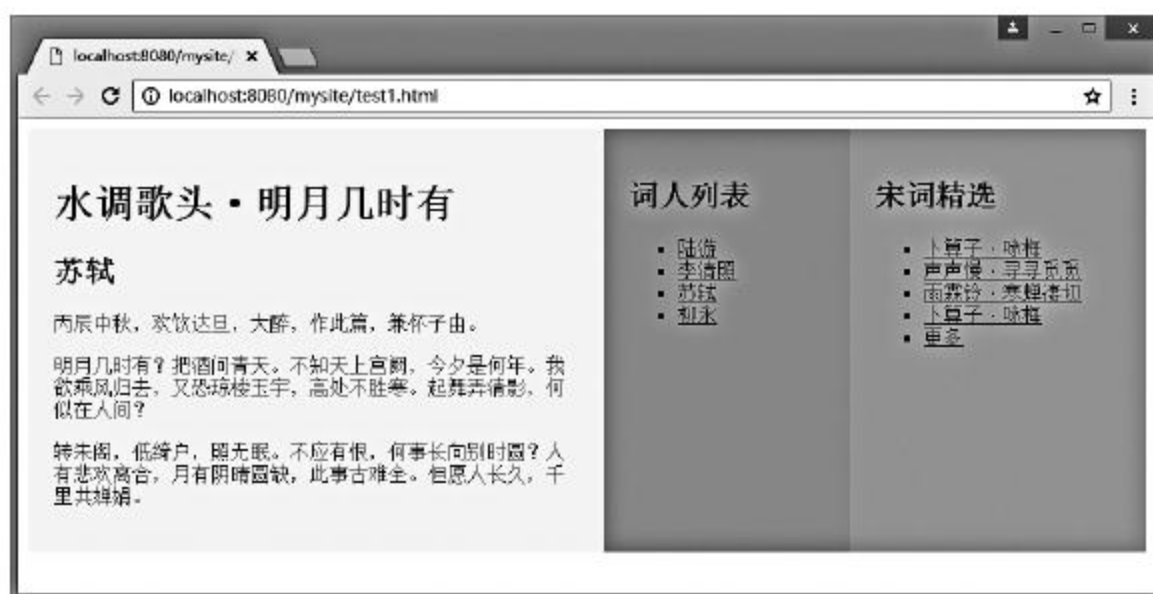 localhost:8080/mysite/
localhost:8080/mysite/test1.html
水调歌头·明月几时有
苏轼
丙辰中秋，欢饮达旦，大醉，作此篇，兼怀子由。
明月几时有？把酒问青天。不知天上宫阙，今夕是何年。我
欲乘风归去，又恐琼楼玉宇，高处不胜寒。起舞弄倩影，何
似在人间？
转朱阁，低绮户，照无眠。不应有恨，何事长向别时圆？人
有悲欢离合，月有阴晴圆缺，此事古难全。但愿人长久，千
里共婵娟。
词人列表
陆游
李清照
苏轼
柳永
宋词精选
卜算子·咏梅
声声慢·寻寻觅觅
雨霖铃·寒蝉凄切
卜算子·咏梅
更多